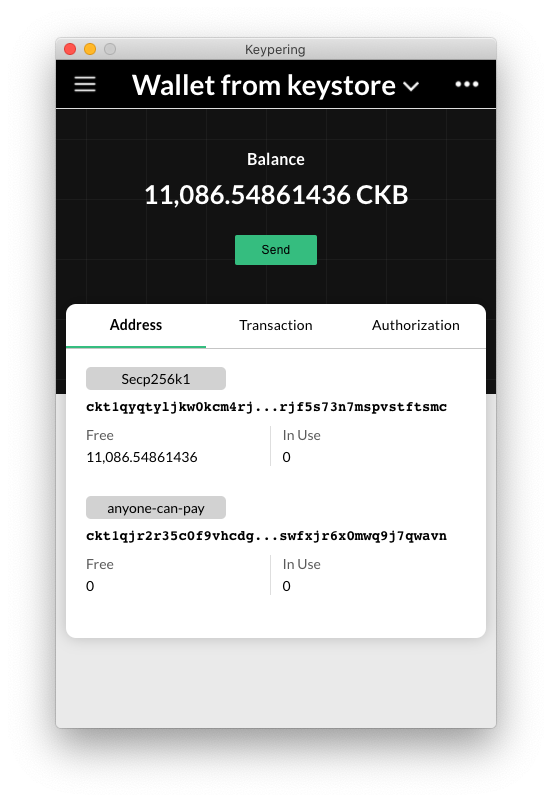 Keypering
Wallet from keystore
Balance
11,086.54861436 CKB
Send
Address Transaction Authorization
Secp256k1
ckt1qyqtyljkw0kcm4rj...rjf5s73n7mspvstftsmc
Free In Use
11,086.54861436 0
anyone-can-pay
ckt1qjr2r35c0f9vhcdg...swfxjr6x0mwq9j7qwavn
Free In Use
0 0